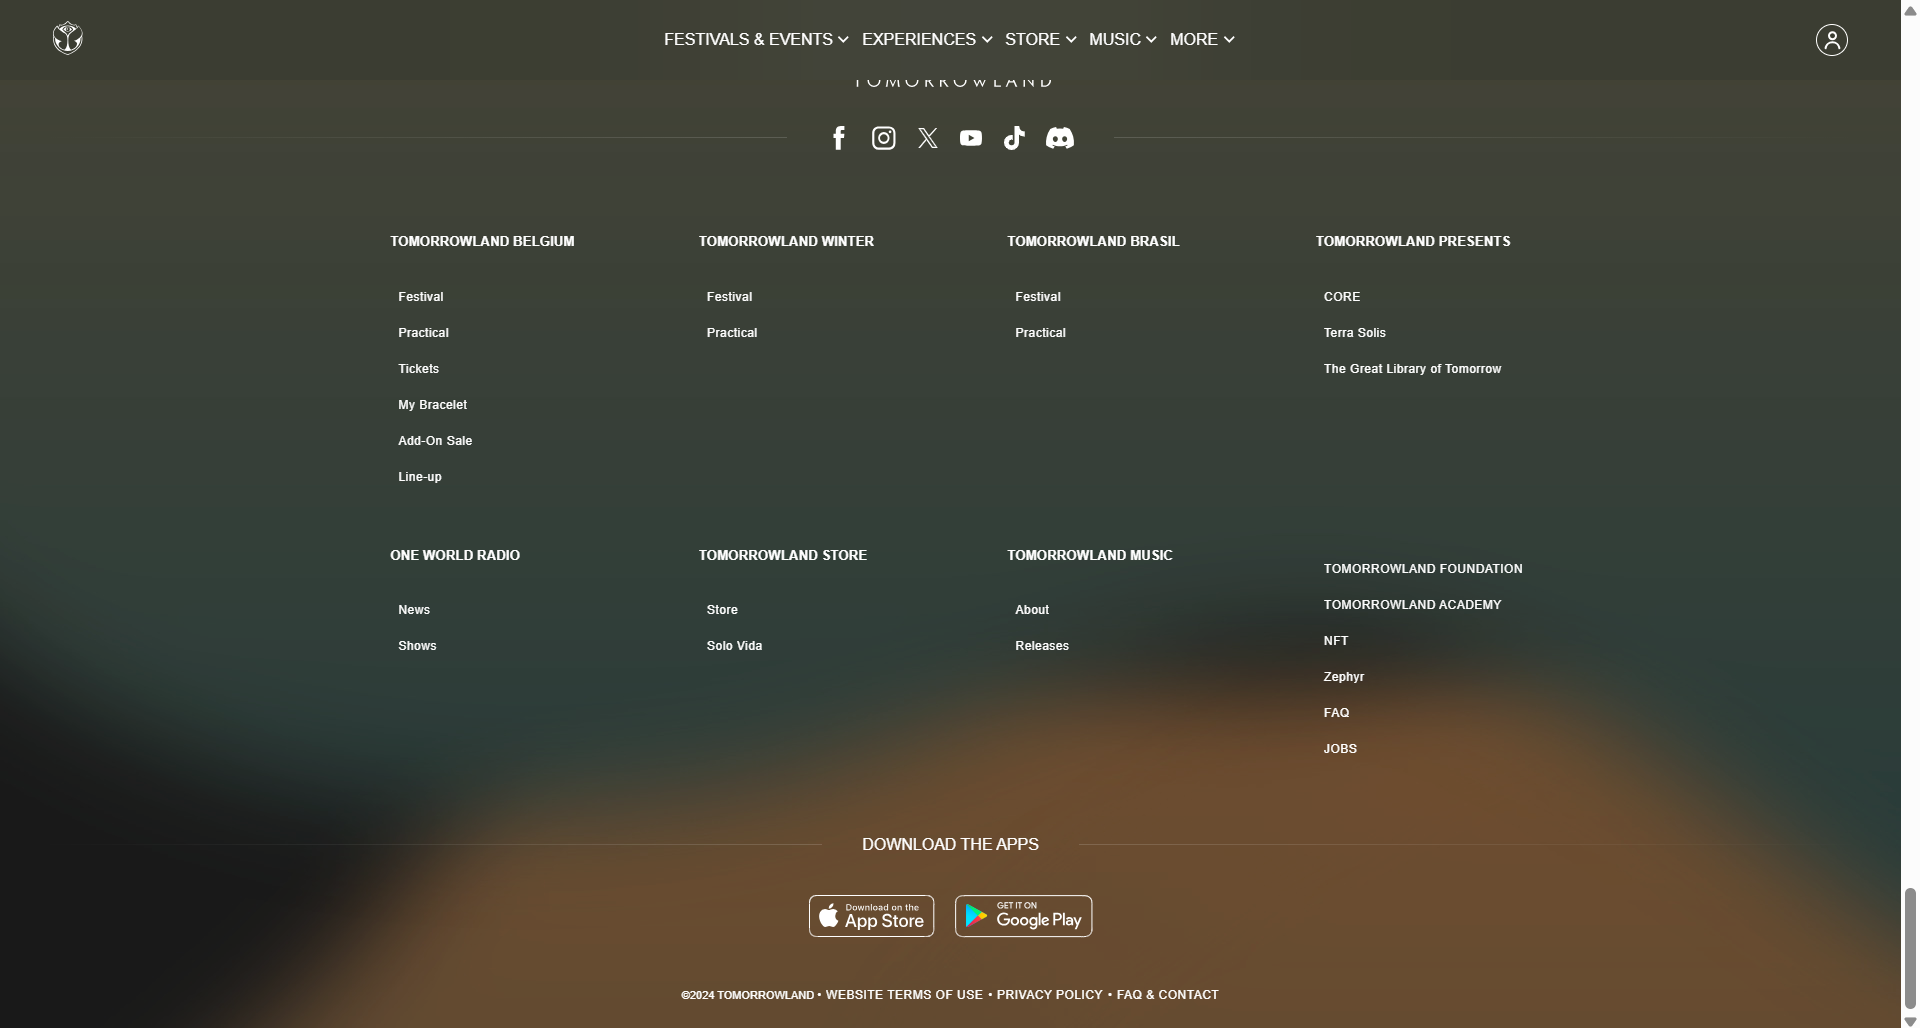 FESTIVALS & EVENTS EXPERIENCES STORE MUSIC MORE
TOMORROWLAND
TOMORROWLAND BELGIUM
Festival
Practical
Tickets
My Bracelet
Add-On Sale
Line-up
TOMORROWLAND WINTER
Festival
Practical
TOMORROWLAND BRASIL
Festival
Practical
TOMORROWLAND PRESENTS
CORE
Terra Solis
The Great Library of Tomorrow
ONE WORLD RADIO
News
Shows
TOMORROWLAND STORE
Store
Solo Vida
TOMORROWLAND MUSIC
About
Releases
TOMORROWLAND FOUNDATION
TOMORROWLAND ACADEMY
NFT
Zephyr
FAQ
JOBS
DOWNLOAD THE APPS
Download on the
App Store
GET IT ON
Google Play
©2024 TOMORROWLAND • WEBSITE TERMS OF USE • PRIVACY POLICY • FAQ & CONTACT